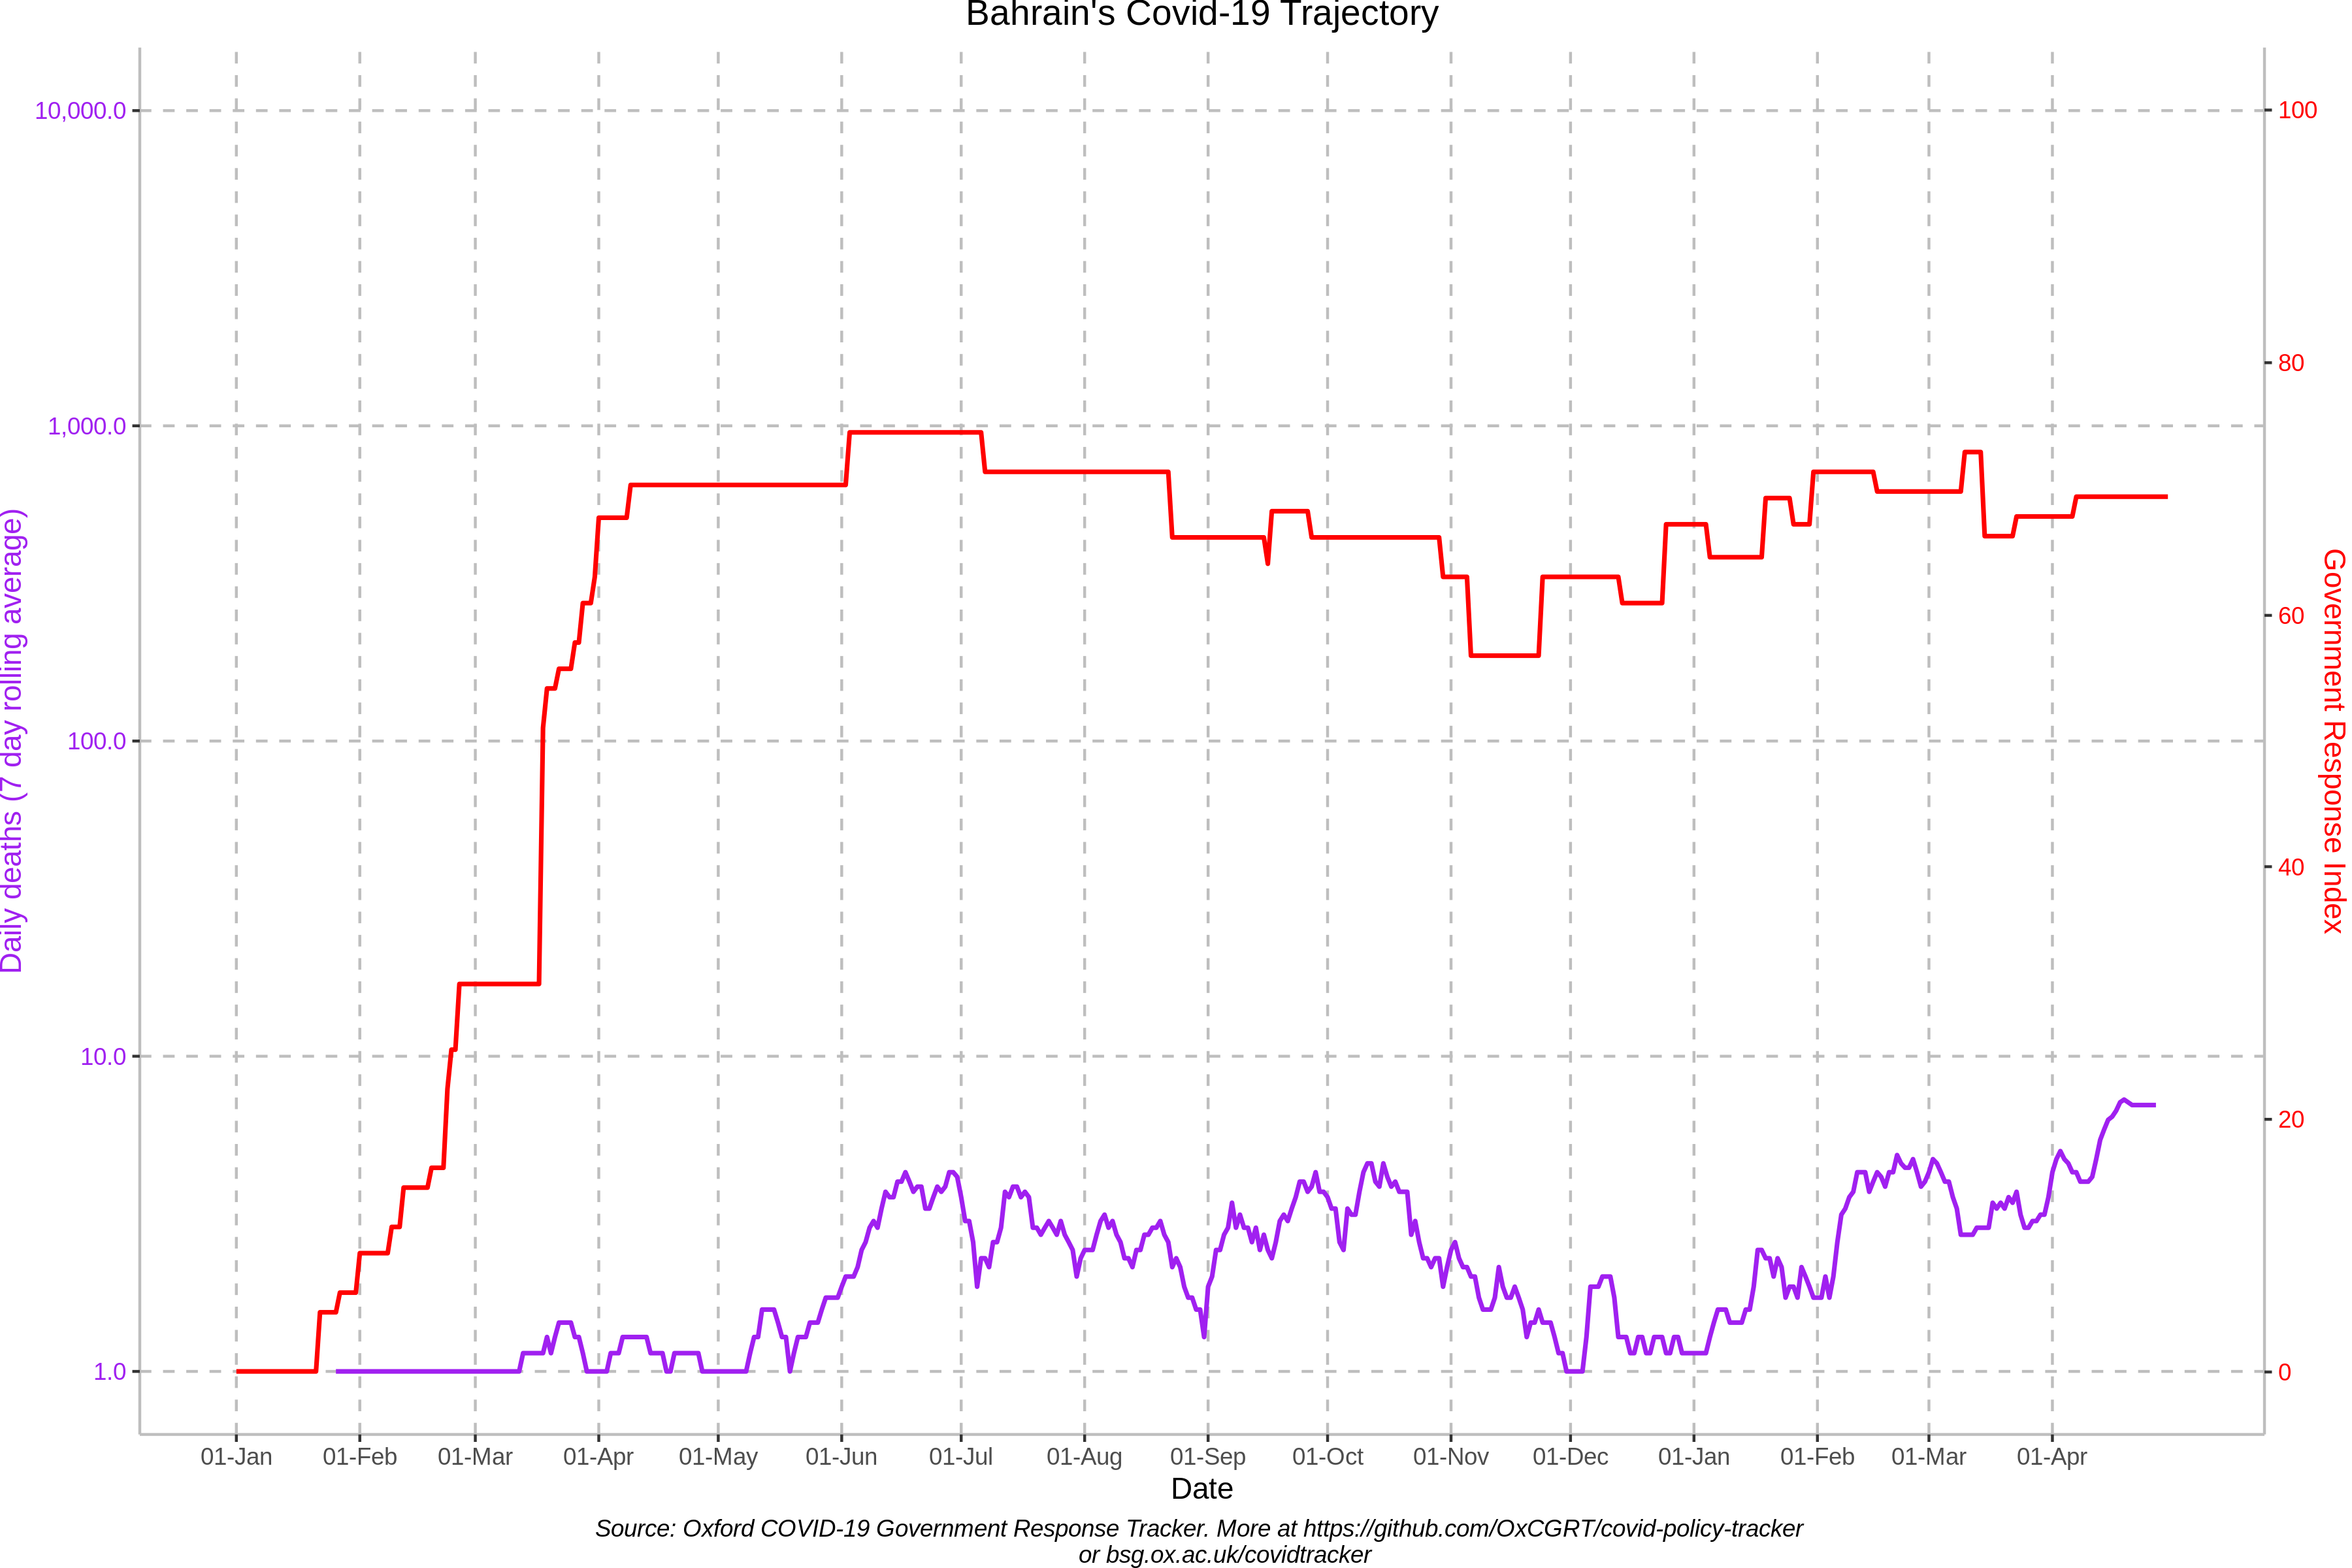 Bahrain's Covid-19 Trajectory
10,000.0
1,000.0
100.0
10.0
1.0
Daily deaths (7 day rolling average)
100
80
60
40
20
0
Government Response Index
01-Jan 01-Feb 01-Mar 01-Apr 01-May 01-Jun 01-Jul 01-Aug 01-Sep 01-Oct 01-Nov 01-Dec 01-Jan 01-Feb 01-Mar 01-Apr
Date
Source: Oxford COVID-19 Government Response Tracker. More at https://github.com/OxCGRT/covid-policy-tracker
or bsg.ox.ac.uk/covidtracker